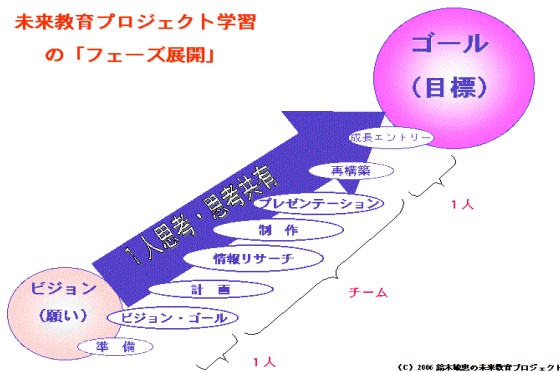 未来教育プロジェクト学習
の「フェーズ展開」
ゴール
(目標)
成長エントリー
再構築
プレゼンテーション
制 作
情報リサーチ
計 画
ビジョン・ゴール
準 備
1人思考・思考共有
ビジョン
(願い)
1人
チーム
1人
(C) 2006 鈴木敏恵の未来教育プロジェクト